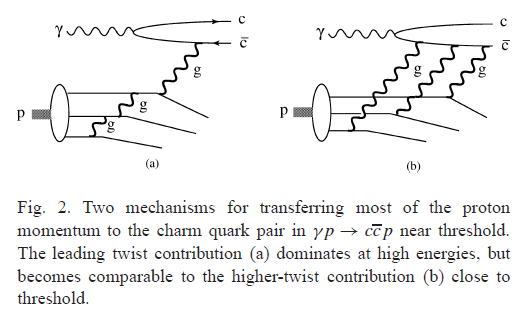 γ
c
c̄
g
g
g
p
(a)
γ
c
c̄
g
g
p
(b)
Fig. 2. Two mechanisms for transferring most of the proton
momentum to the charm quark pair in γp → cc̄p near threshold.
The leading twist contribution (a) dominates at high energies, but
becomes comparable to the higher-twist contribution (b) close to
threshold.